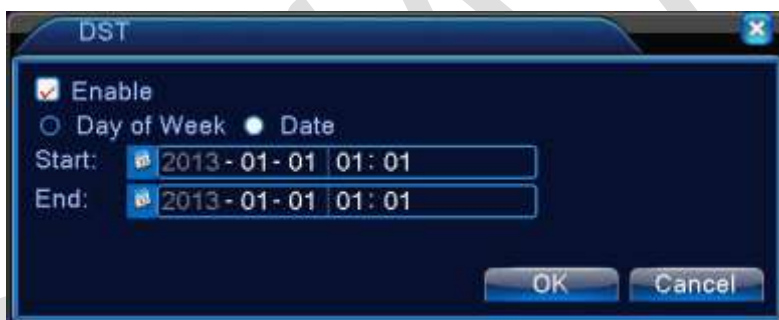 DST
Enable
Day of Week Date
Start: 2013-01-01 01:01
End: 2013-01-01 01:01
OK Cancel